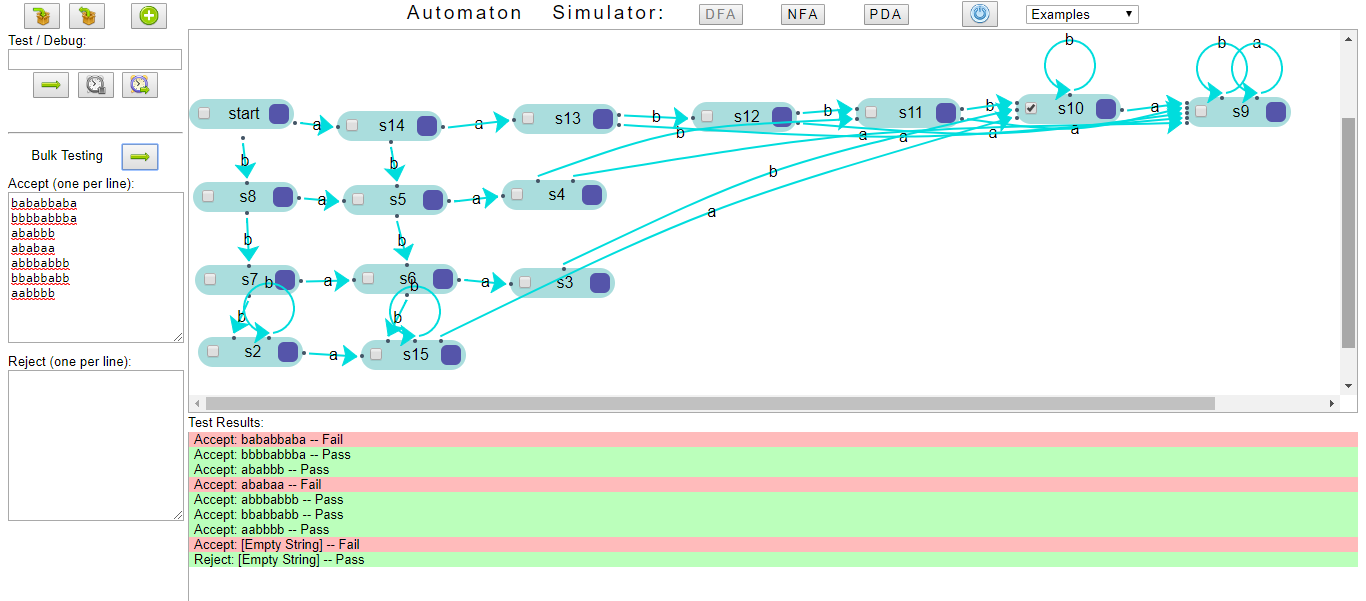 Automaton Simulator: DFA NFA PDA Examples
Test / Debug:
Bulk Testing
Accept (one per line):
bababbaba
bbbbabbba
ababbb
ababaa
abbbabbb
bbabbabb
aabbbb
Reject (one per line):
b
b
a
start
a
s14
a
s13
b
s12
b
s11
b
s10
a
s9
b
b
b
a
a
a
a
s8
a
s5
a
s4
b
a
b
b
s7
a
s6
a
s3
b
b
b
b
s2
a
s15
Test Results:
Accept: bababbaba -- Fail
Accept: bbbbabbba -- Pass
Accept: ababbb -- Pass
Accept: ababaa -- Fail
Accept: abbbabbb -- Pass
Accept: bbabbabb -- Pass
Accept: aabbbb -- Pass
Accept: [Empty String] -- Fail
Reject: [Empty String] -- Pass